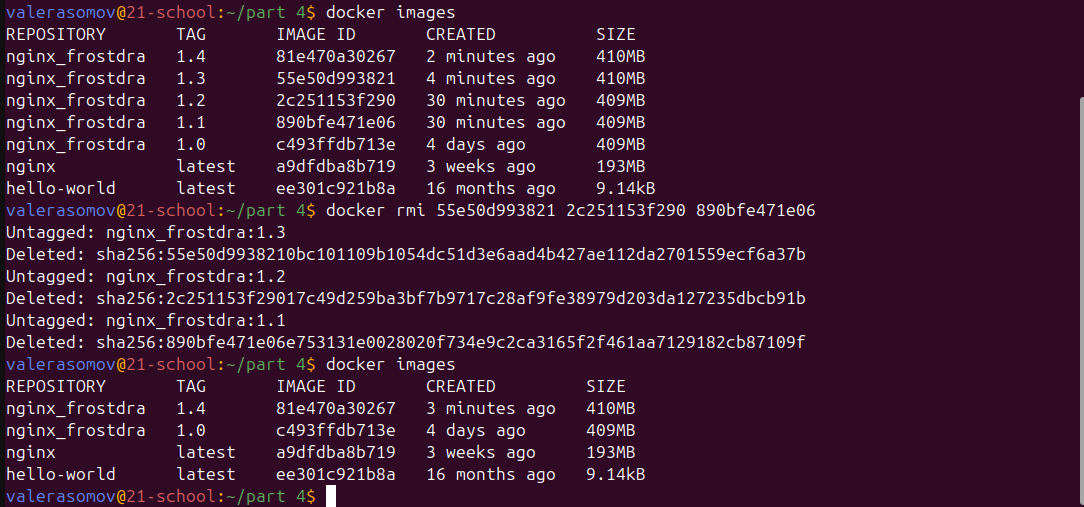 valerasomov@21-school:~/part 4$ docker images
REPOSITORY       TAG       IMAGE ID       CREATED          SIZE
nginx_frostdra   1.4       81e470a30267   2 minutes ago    410MB
nginx_frostdra   1.3       55e50d993821   4 minutes ago    410MB
nginx_frostdra   1.2       2c251153f290   30 minutes ago   409MB
nginx_frostdra   1.1       890bfe471e06   30 minutes ago   409MB
nginx_frostdra   1.0       c493ffdb713e   4 days ago       409MB
nginx            latest    a9dfdba8b719   3 weeks ago      193MB
hello-world      latest    ee301c921b8a   16 months ago    9.14kB
valerasomov@21-school:~/part 4$ docker rmi 55e50d993821 2c251153f290 890bfe471e06
Untagged: nginx_frostdra:1.3
Deleted: sha256:55e50d9938210bc101109b1054dc51d3e6aad4b427ae112da2701559ecf6a37b
Untagged: nginx_frostdra:1.2
Deleted: sha256:2c251153f29017c49d259ba3bf7b9717c28af9fe38979d203da127235dbcb91b
Untagged: nginx_frostdra:1.1
Deleted: sha256:890bfe471e06e753131e0028020f734e9c2ca3165f2f461aa7129182cb87109f
valerasomov@21-school:~/part 4$ docker images
REPOSITORY       TAG       IMAGE ID       CREATED         SIZE
nginx_frostdra   1.4       81e470a30267   3 minutes ago   410MB
nginx_frostdra   1.0       c493ffdb713e   4 days ago      409MB
nginx            latest    a9dfdba8b719   3 weeks ago     193MB
hello-world      latest    ee301c921b8a   16 months ago   9.14kB
valerasomov@21-school:~/part 4$